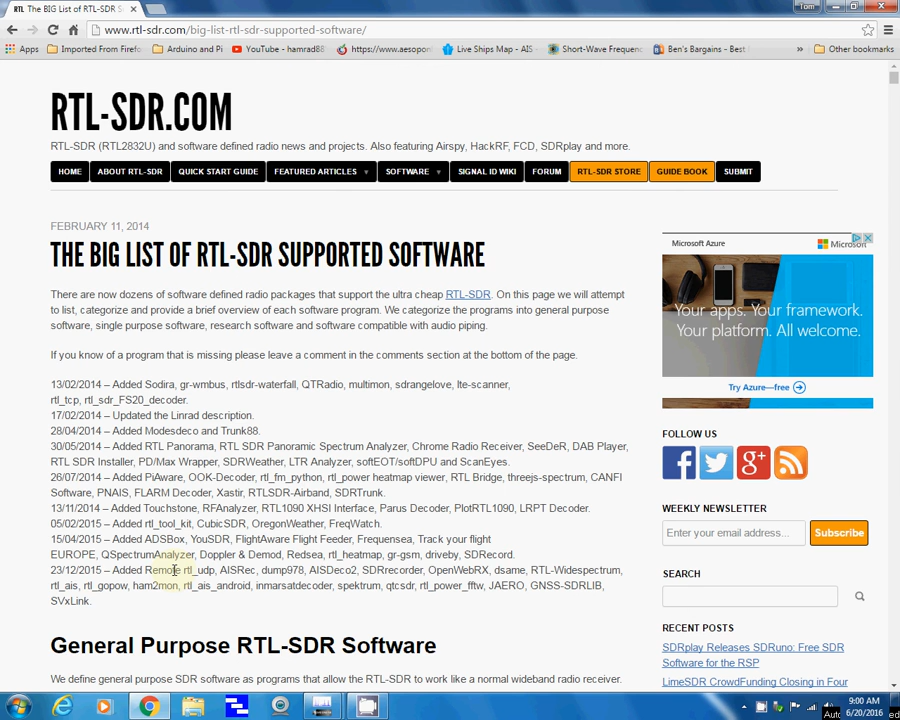 RTL The BIG List of RTL-SDR S
Tom
www.rtl-sdr.com/big-list-rtl-sdr-supported-software/
Apps Imported From Firefo Arduino and Pi YouTube - hamrad88 https://www.aesopon Live Ships Map - AIS - Short-Wave Frequenc Ben's Bargains - Best » Other bookmarks
RTL-SDR.COM
RTL-SDR (RTL2832U) and software defined radio news and projects. Also featuring Airspy, HackRF, FCD, SDRplay and more.
HOME ABOUT RTL-SDR QUICK START GUIDE FEATURED ARTICLES SOFTWARE SIGNAL ID WIKI FORUM RTL-SDR STORE GUIDE BOOK SUBMIT
FEBRUARY 11, 2014
THE BIG LIST OF RTL-SDR SUPPORTED SOFTWARE
There are now dozens of software defined radio packages that support the ultra cheap RTL-SDR. On this page we will attempt
to list, categorize and provide a brief overview of each software program. We categorize the programs into general purpose
software, single purpose software, research software and software compatible with audio piping.
If you know of a program that is missing please leave a comment in the comments section at the bottom of the page.
13/02/2014 – Added Sodira, gr-wmbus, rtlsdr-waterfall, QTRadio, multimon, sdrangelove, lte-scanner,
rtl_tcp, rtl_sdr_FS20_decoder.
17/02/2014 – Updated the Linrad description.
28/04/2014 – Added Modesdeco and Trunk88.
30/05/2014 – Added RTL Panorama, RTL SDR Panoramic Spectrum Analyzer, Chrome Radio Receiver, SeeDeR, DAB Player,
RTL SDR Installer, PD/Max Wrapper, SDRWeather, LTR Analyzer, softEOT/softDPU and ScanEyes.
26/07/2014 – Added PiAware, OOK-Decoder, rtl_fm_python, rtl_power heatmap viewer, RTL Bridge, threejs-spectrum, CANFI
Software, PNAIS, FLARM Decoder, Xastir, RTLSDR-Airband, SDRTrunk.
13/11/2014 – Added Touchstone, RFAnalyzer, RTL1090 XHSI Interface, Parus Decoder, PlotRTL1090, LRPT Decoder.
05/02/2015 – Added rtl_tool_kit, CubicSDR, OregonWeather, FreqWatch.
15/04/2015 – Added ADSBox, YouSDR, FlightAware Flight Feeder, Frequensea, Track your flight
EUROPE, QSpectrumAnalyzer, Doppler & Demod, Redsea, rtl_heatmap, gr-gsm, driveby, SDRecord.
23/12/2015 – Added Remote rtl_udp, AISRec, dump978, AISDeco2, SDRrecorder, OpenWebRX, dsame, RTL-Widespectrum,
rtl_ais, rtl_gopow, ham2mon, rtl_ais_android, inmarsatdecoder, spektrum, qtcsdr, rtl_power_fftw, JAERO, GNSS-SDRLIB,
SVxLink.
General Purpose RTL-SDR Software
We define general purpose SDR software as programs that allow the RTL-SDR to work like a normal wideband radio receiver.
Microsoft Azure Microsoft
Your apps. Your framework.
Your platform. All welcome.
Try Azure—free
FOLLOW US
WEEKLY NEWSLETTER
Enter your email address... Subscribe
SEARCH
RECENT POSTS
SDRplay Releases SDRuno: Free SDR
Software for the RSP
LimeSDR CrowdFunding Closing in Four
9:00 AM
6/20/2016